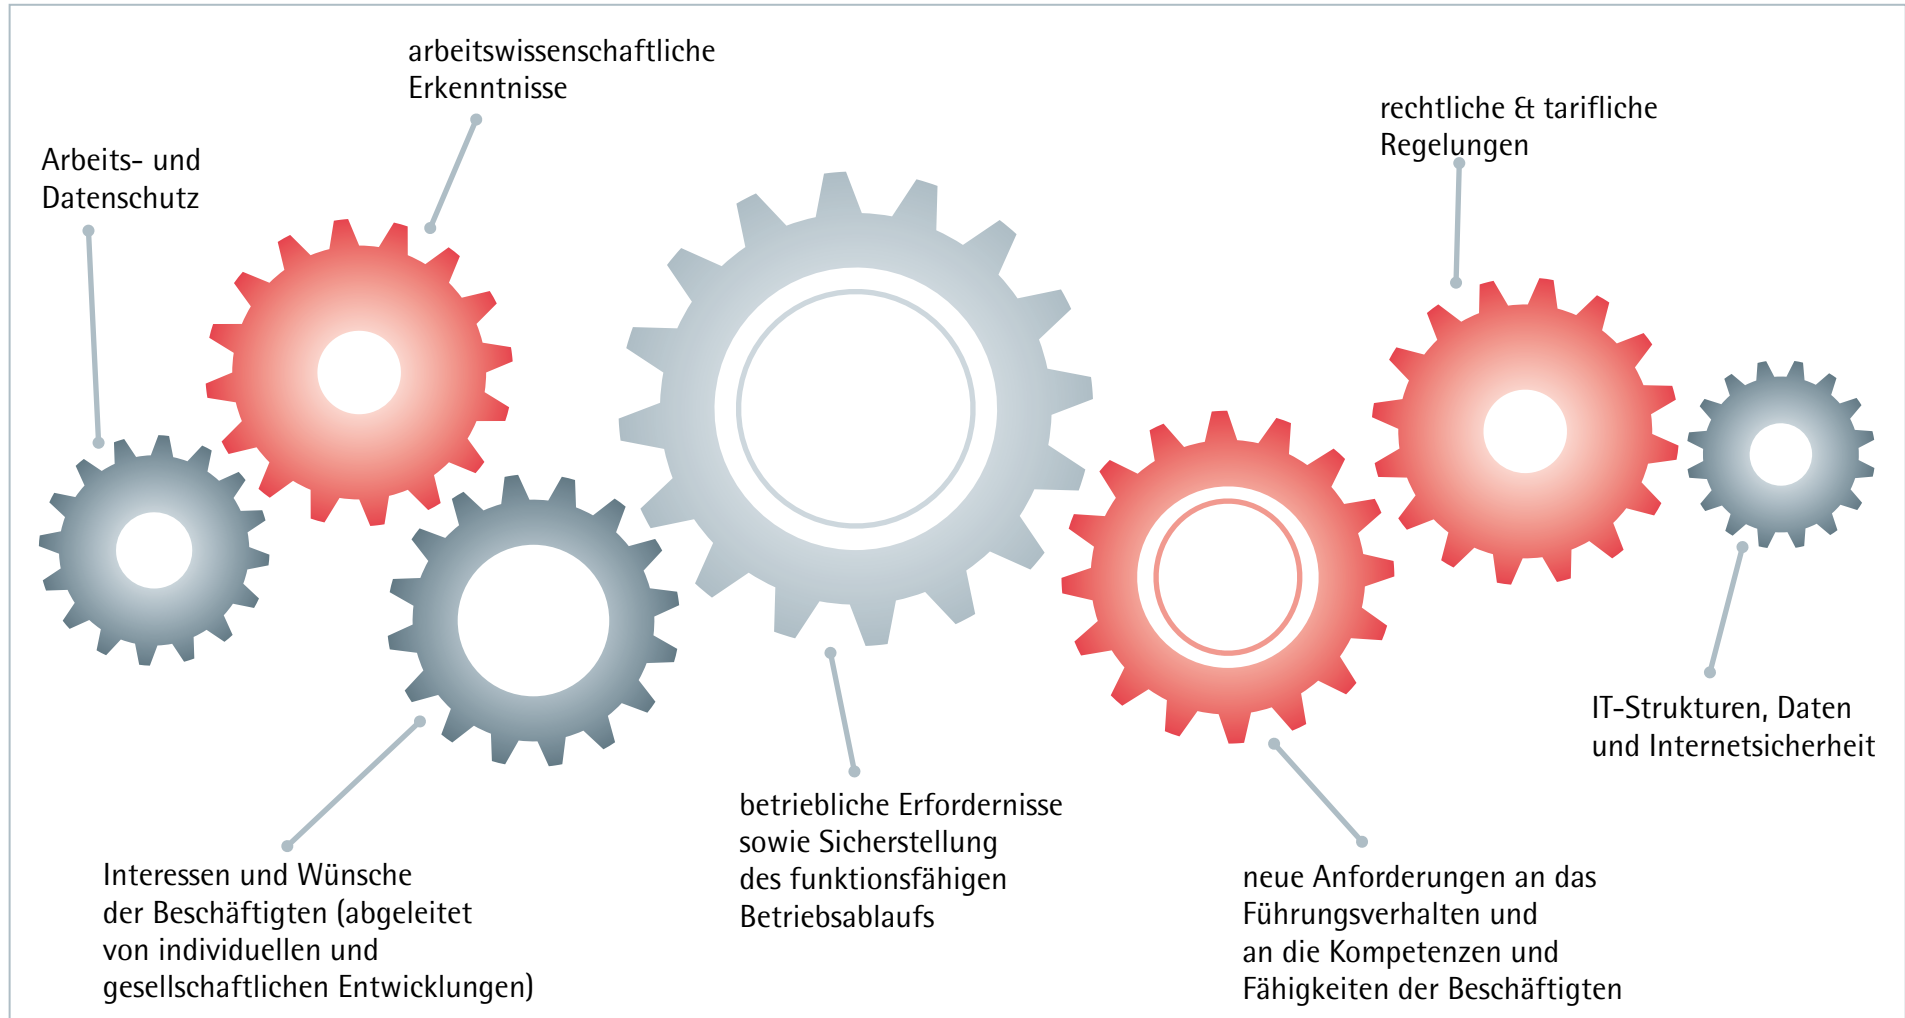 arbeitswissenschaftliche
Erkenntnisse
rechtliche & tarifliche
Regelungen
Arbeits- und
Datenschutz
IT-Strukturen, Daten
und Internetsicherheit
betriebliche Erfordernisse
sowie Sicherstellung
des funktionsfähigen
Betriebsablaufs
Interessen und Wünsche
der Beschäftigten (abgeleitet
von individuellen und
gesellschaftlichen Entwicklungen)
neue Anforderungen an das
Führungsverhalten und
an die Kompetenzen und
Fähigkeiten der Beschäftigten